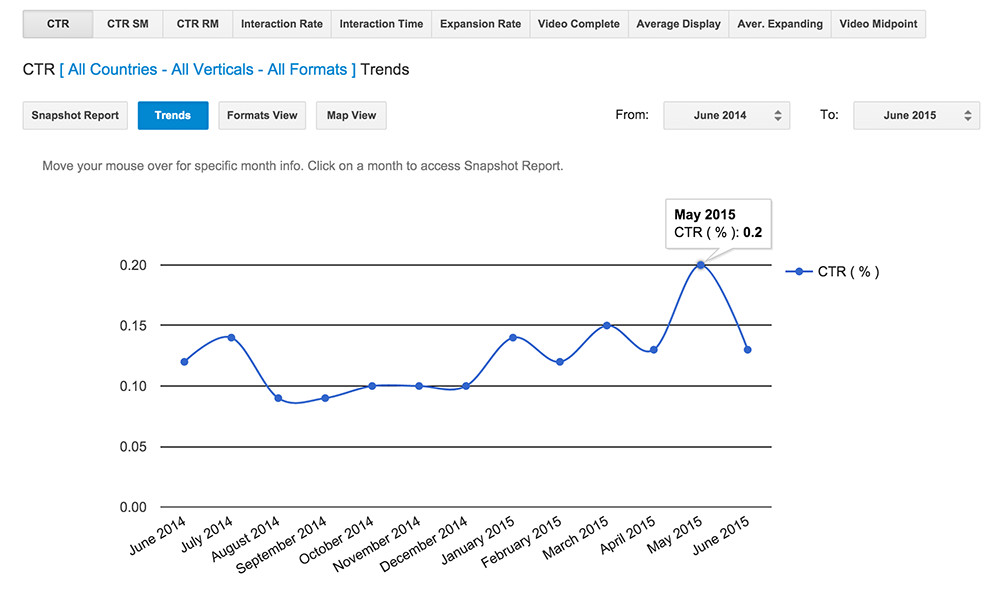 CTR CTR SM CTR RM Interaction Rate Interaction Time Expansion Rate Video Complete Average Display Aver. Expanding Video Midpoint
CTR [ All Countries - All Verticals - All Formats ] Trends
Snapshot Report Trends Formats View Map View From: June 2014 To: June 2015
Move your mouse over for specific month info. Click on a month to access Snapshot Report.
May 2015
CTR ( % ): 0.2
0.20
CTR ( % )
0.15
0.10
0.05
0.00
June 2014 July 2014 August 2014 September 2014 October 2014 November 2014 December 2014 January 2015 February 2015 March 2015 April 2015 May 2015 June 2015